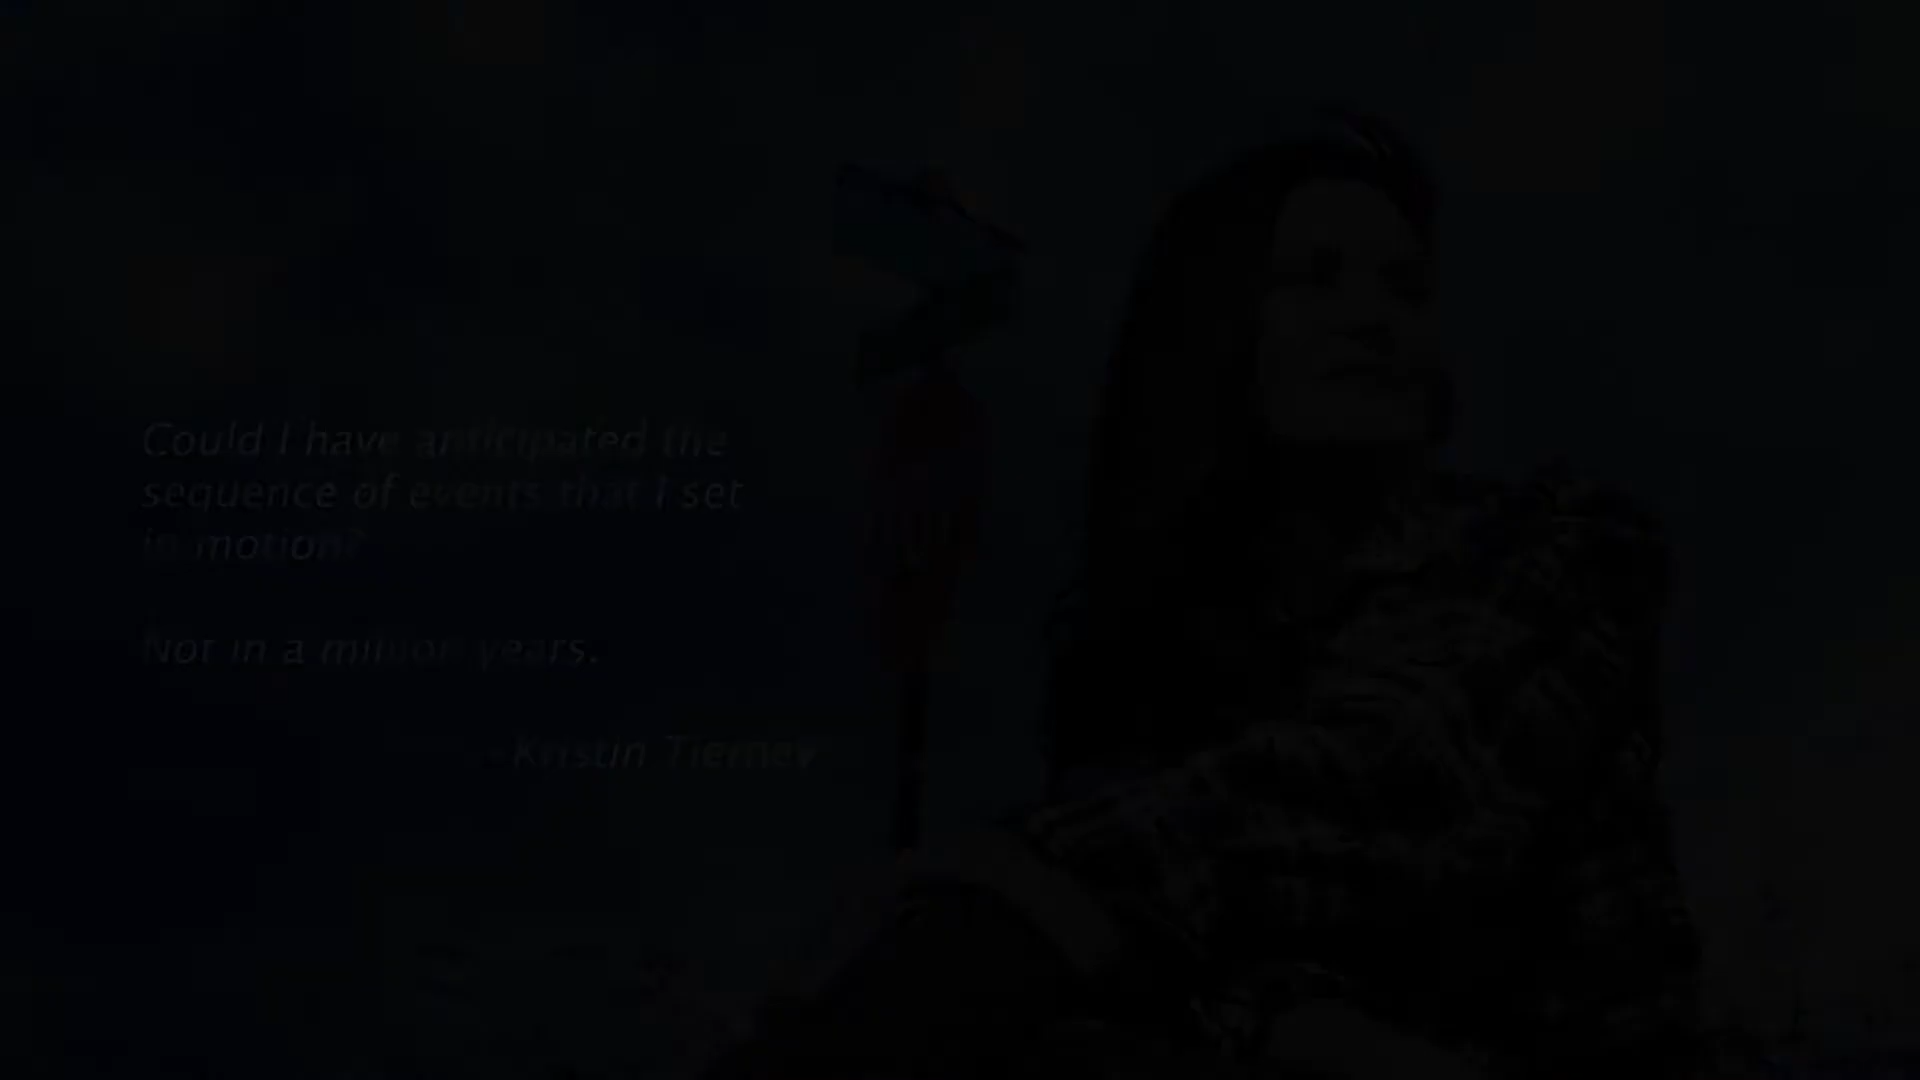 Could I have anticipated the
sequence of events that I set
in motion?
Not in a million years.
-Kristin Tierney